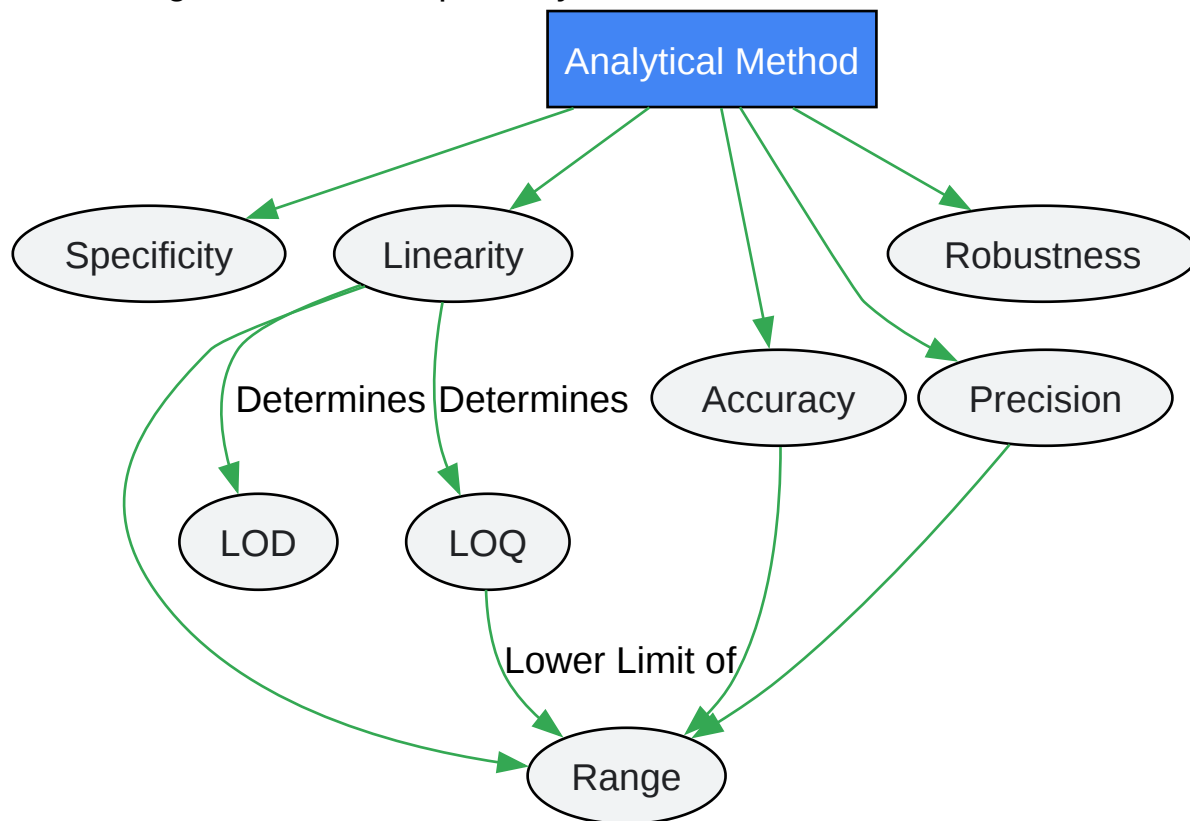 Analytical Method
Specificity
Linearity
Robustness
Determines
Determines
Accuracy
Precision
LOD
LOQ
Lower Limit of
Range